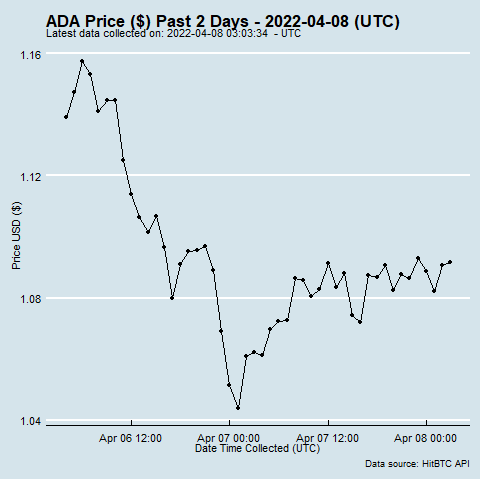 ADA Price ($) Past 2 Days - 2022-04-08 (UTC)
Latest data collected on: 2022-04-08 03:03:34 - UTC
1.16
1.12
1.08
1.04
Price USD ($)
Apr 06 12:00 Apr 07 00:00 Apr 07 12:00 Apr 08 00:00
Date Time Collected (UTC)
Data source: HitBTC API